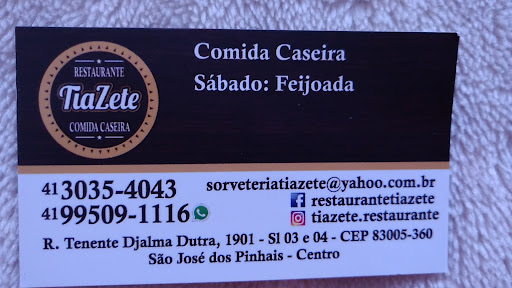 RESTAURANTE
TiaZete
COMIDA CASEIRA
Comida Caseira
Sábado: Feijoada
41 3035-4043
41 99509-1116
sorveteriatiazete@yahoo.com.br
restaurantetiazete
tiazete.restaurante
R. Tenente Djalma Dutra, 1901 - Sl 03 e 04 - CEP 83005-360
São José dos Pinhais - Centro